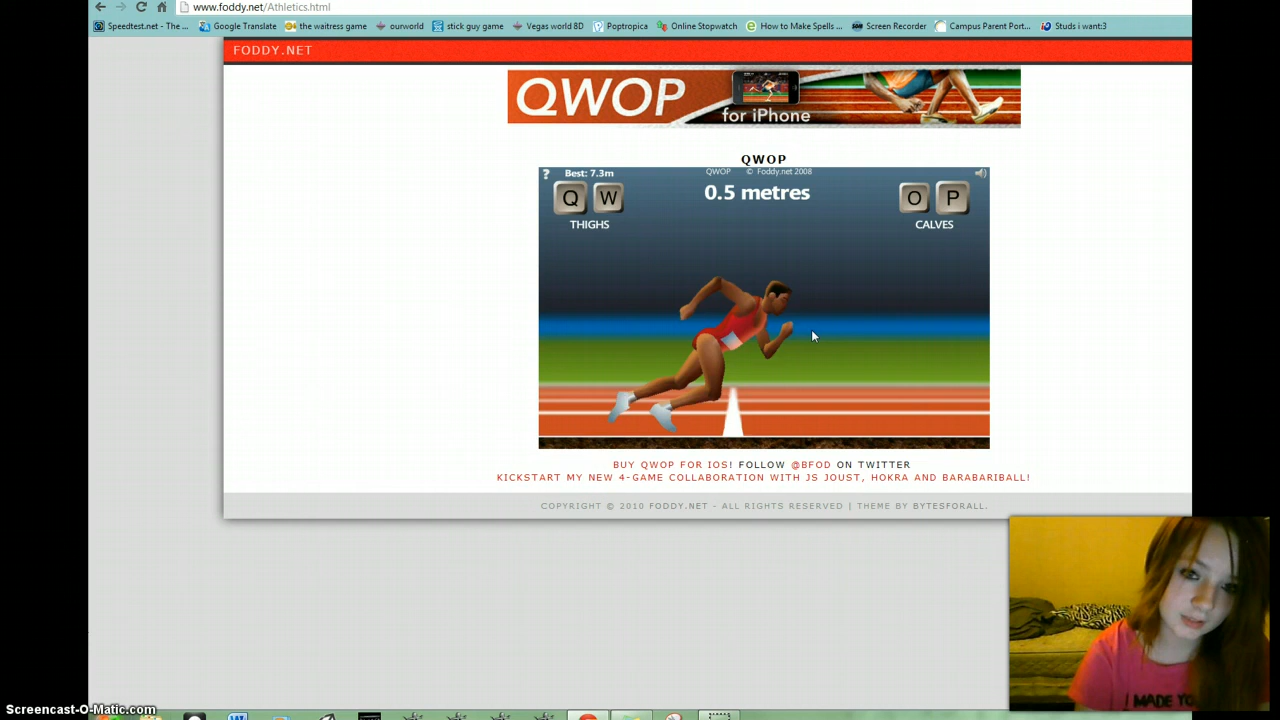 www.foddy.net/Athletics.html
Speedtest.net - The ...
Google Translate
the waitress game
ourworld
stick guy game
Vegas world 8D
Poptropica
Online Stopwatch
How to Make Spells ...
Screen Recorder
Campus Parent Port...
Studs i want:3
FODDY.NET
QWOP
for iPhone
QWOP
? Best: 7.3m
QWOP © Foddy.net 2008
0.5 metres
Q W
O P
THIGHS
CALVES
BUY QWOP FOR IOS! FOLLOW @BFOD ON TWITTER
KICKSTART MY NEW 4-GAME COLLABORATION WITH JS JOUST, HOKRA AND BARABARIBALL!
COPYRIGHT © 2010 FODDY.NET - ALL RIGHTS RESERVED | THEME BY BYTESFORALL.
I MADE YO
Screencast-O-Matic.com